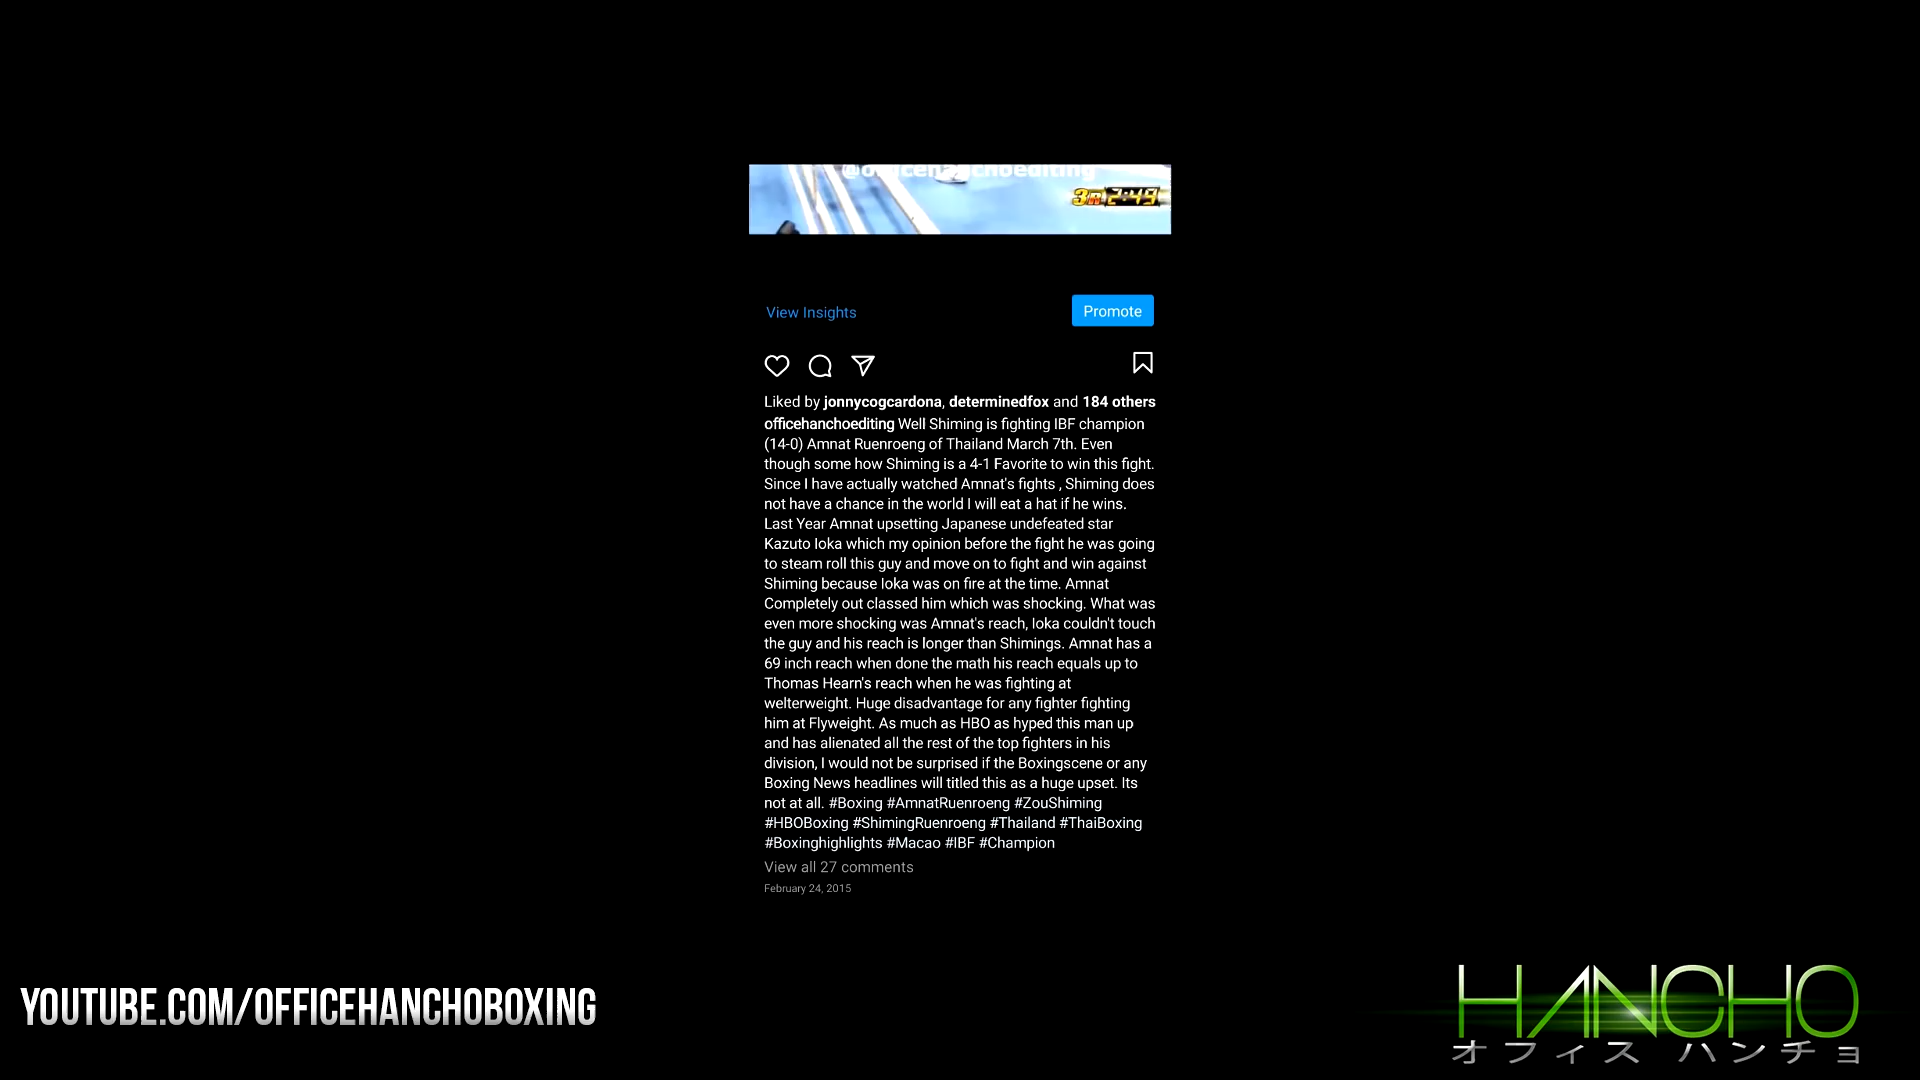 @officehanchoediting
3R 2:49
View Insights
Promote
Liked by jonnycogcardona, determinedfox and 184 others
officehanchoediting Well Shiming is fighting IBF champion
(14-0) Amnat Ruenroeng of Thailand March 7th. Even
though some how Shiming is a 4-1 Favorite to win this fight.
Since I have actually watched Amnat's fights , Shiming does
not have a chance in the world I will eat a hat if he wins.
Last Year Amnat upsetting Japanese undefeated star
Kazuto Ioka which my opinion before the fight he was going
to steam roll this guy and move on to fight and win against
Shiming because Ioka was on fire at the time. Amnat
Completely out classed him which was shocking. What was
even more shocking was Amnat's reach, Ioka couldn't touch
the guy and his reach is longer than Shimings. Amnat has a
69 inch reach when done the math his reach equals up to
Thomas Hearn's reach when he was fighting at
welterweight. Huge disadvantage for any fighter fighting
him at Flyweight. As much as HBO as hyped this man up
and has alienated all the rest of the top fighters in his
division, I would not be surprised if the Boxingscene or any
Boxing News headlines will titled this as a huge upset. Its
not at all. #Boxing #AmnatRuenroeng #ZouShiming
#HBOBoxing #ShimingRuenroeng #Thailand #ThaiBoxing
#Boxinghighlights #Macao #IBF #Champion
View all 27 comments
February 24, 2015
YOUTUBE.COM/OFFICEHANCHOBOXING
HANCHO
オフィス ハンチョ